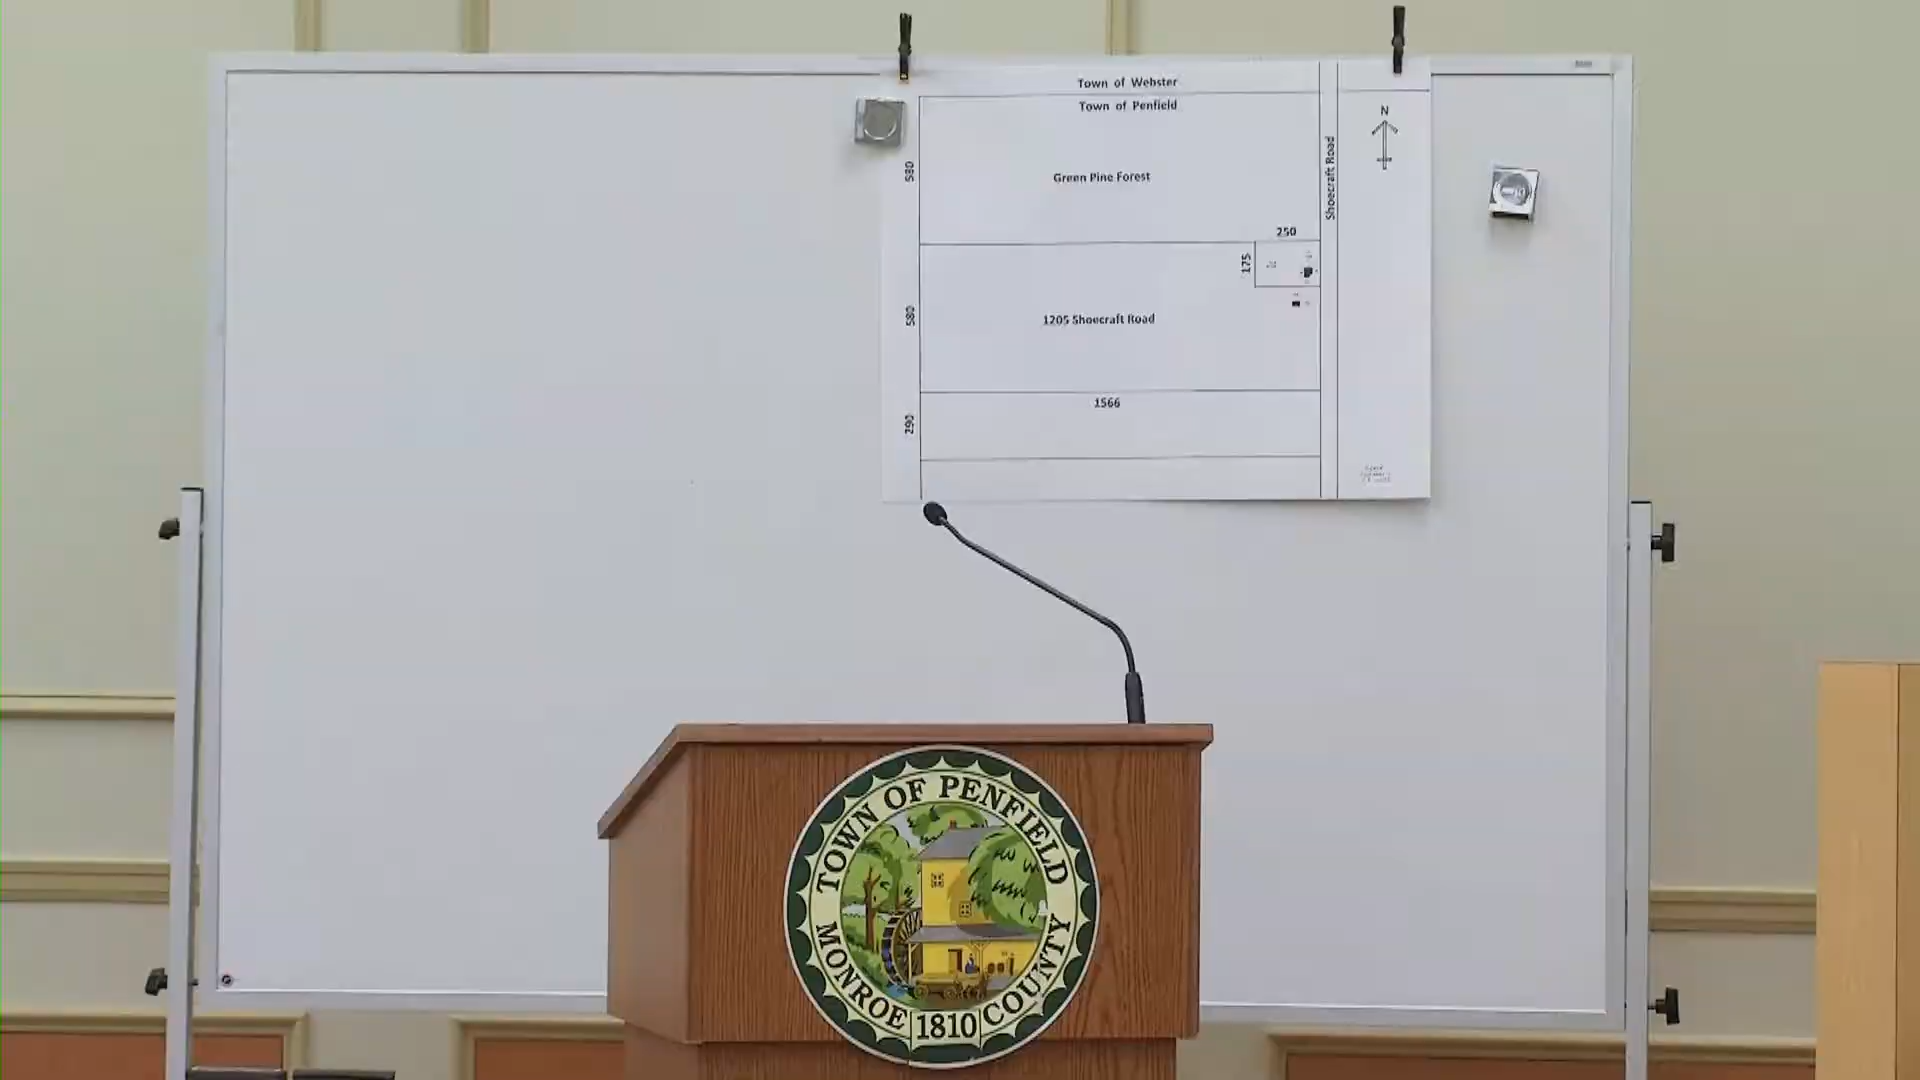 Town of Webster
Town of Penfield
N
Shoecraft Road
580
Green Pine Forest
250
175
580
1205 Shoecraft Road
1566
290
TOWN OF PENFIELD
MONROE COUNTY
1810